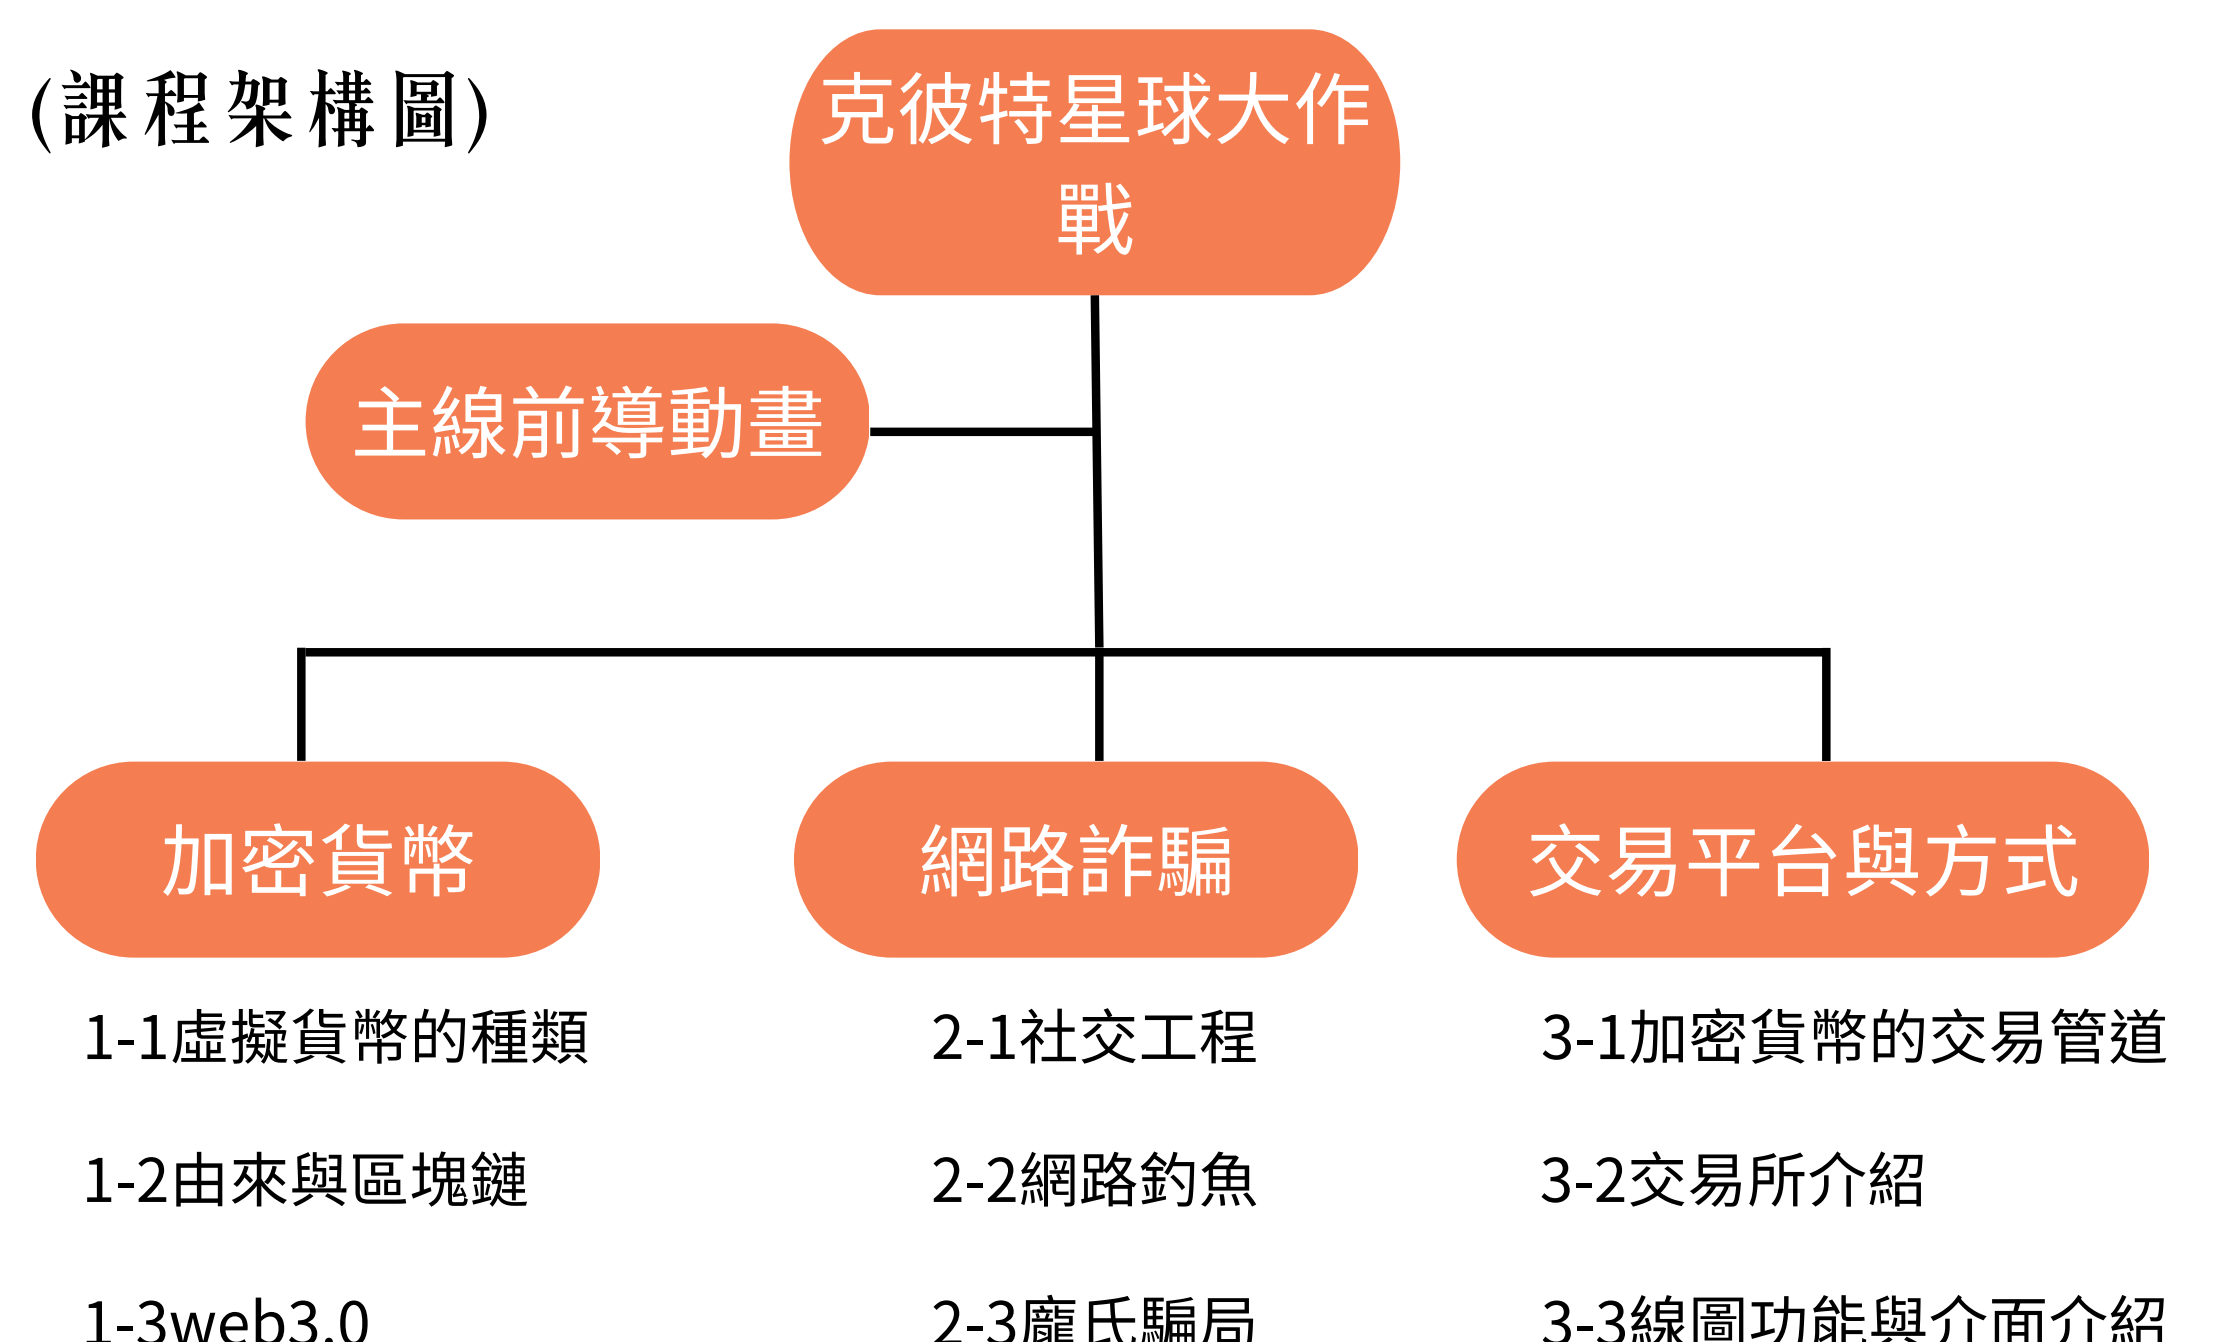 (課程架構圖)
克彼特星球大作
戰
主線前導動畫
加密貨幣
網路詐騙
交易平台與方式
1-1虛擬貨幣的種類
2-1社交工程
3-1加密貨幣的交易管道
1-2由來與區塊鏈
2-2網路釣魚
3-2交易所介紹
1-3web3.0
2-3龐氏騙局
3-3線圖功能與介面介紹